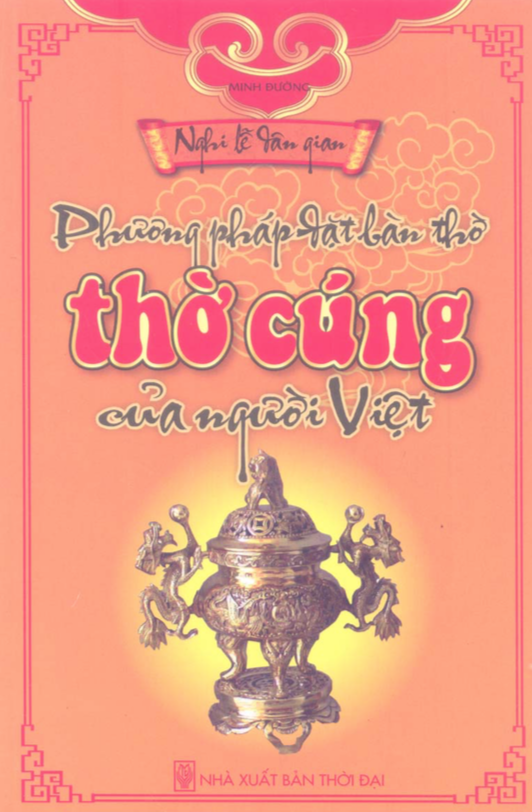 MINH ĐƯỜNG
Nghi lễ dân gian
Phương pháp đặt bàn thờ
thờ cúng
của người Việt
NHÀ XUẤT BẢN THỜI ĐẠI